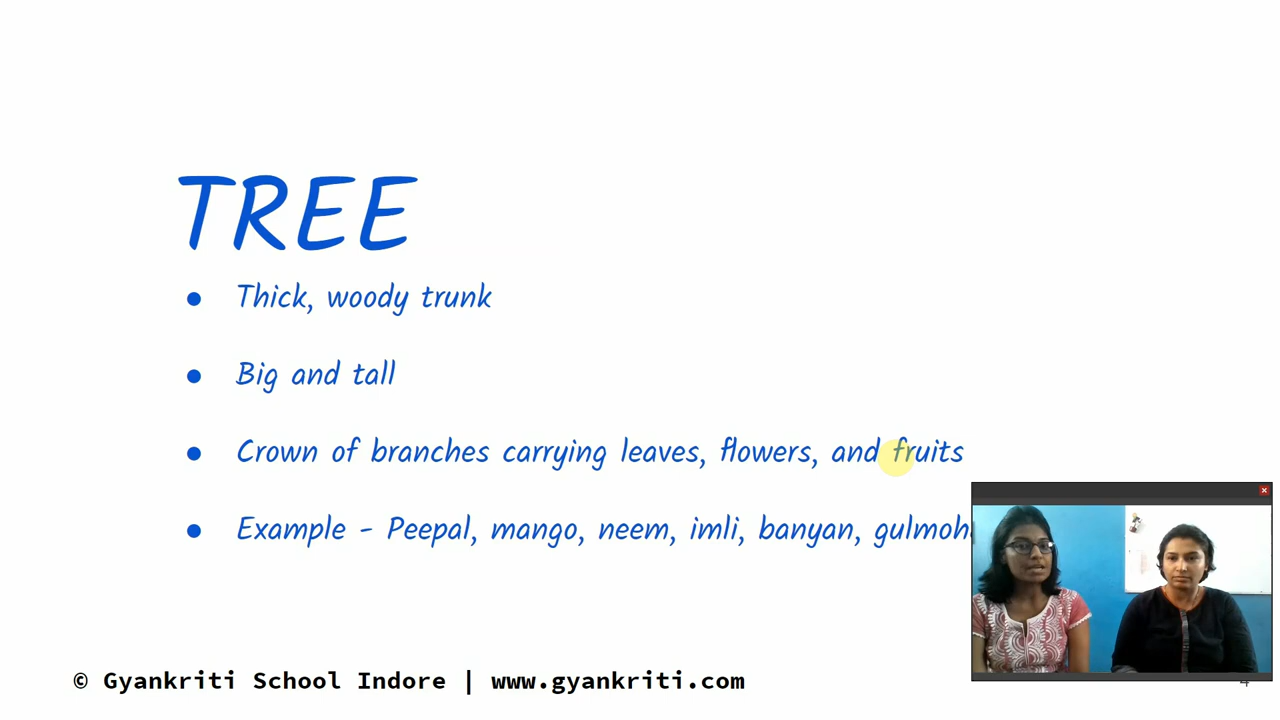 TREE
● Thick, woody trunk
● Big and tall
● Crown of branches carrying leaves, flowers, and fruits
● Example - Peepal, mango, neem, imli, banyan,
© Gyankriti School Indore | www.gyankriti.com
4